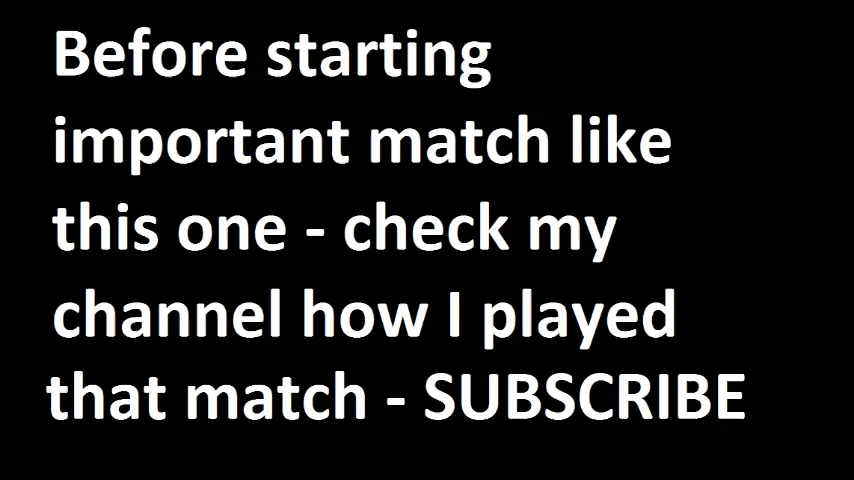 Before starting
important match like
this one - check my
channel how I played
that match - SUBSCRIBE